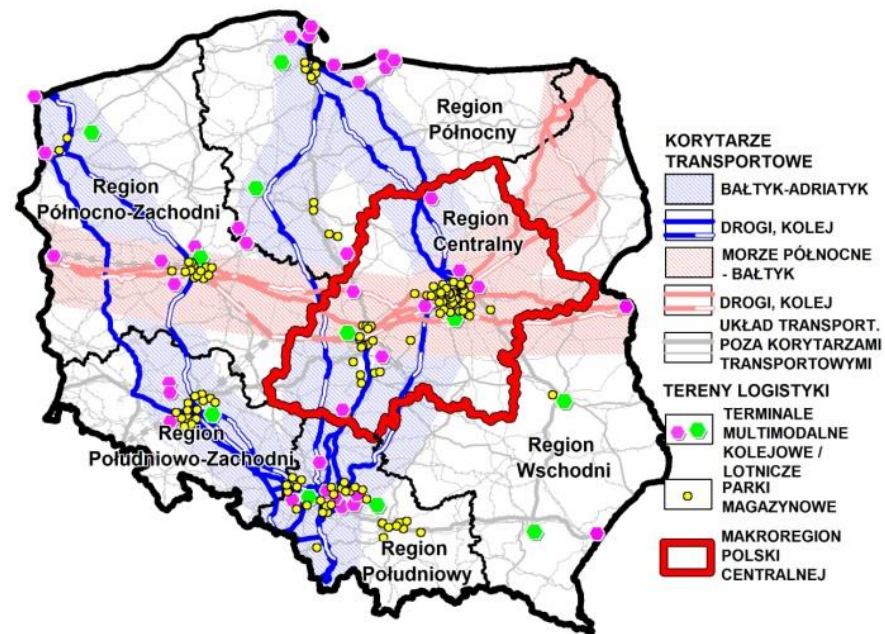 Region
Północny
Region
Północno-Zachodni
Region
Centralny
Region
Południowo-Zachodni
Region
Wschodni
Region
Południowy
KORYTARZE
TRANSPORTOWE
BAŁTYK-ADRIATYK
DROGI, KOLEJ
MORZE PÓŁNOCNE
- BAŁTYK
DROGI, KOLEJ
UKŁAD TRANSPORT.
POZA KORYTARZAMI
TRANSPORTOWYMI
TERENY LOGISTYKI
TERMINALE
MULTIMODALNE
KOLEJOWE /
LOTNICZE
PARKI
MAGAZYNOWE
MAKROREGION
POLSKI
CENTRALNEJ